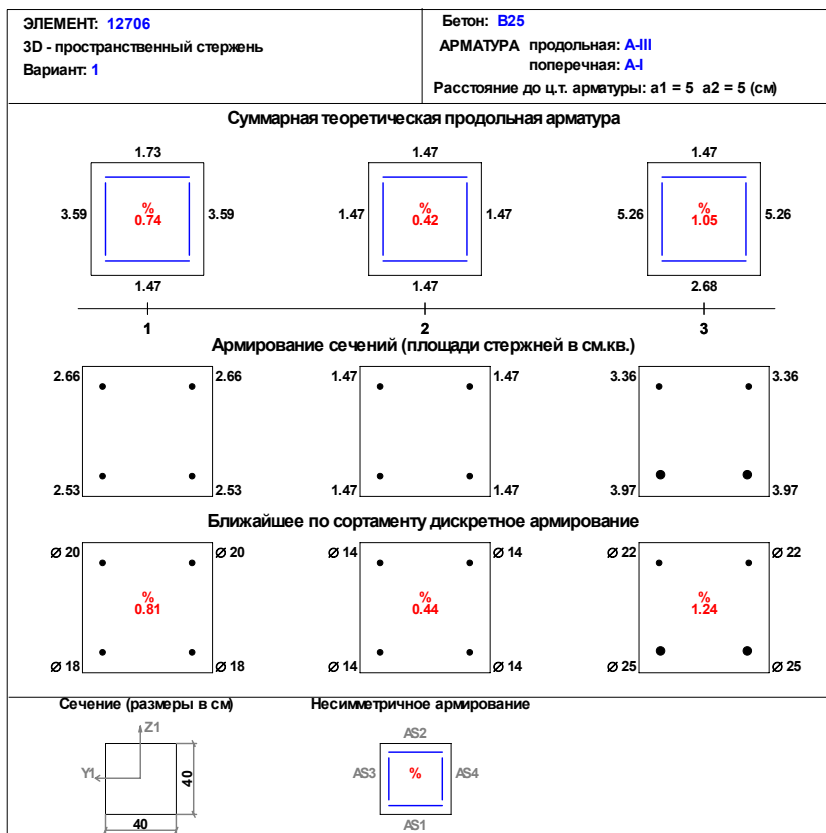 ЭЛЕМЕНТ: 12706
3D - пространственный стержень
Вариант: 1
Бетон: B25
АРМАТУРА продольная: A-III
поперечная: A-I
Расстояние до ц.т. арматуры: a1 = 5 a2 = 5 (см)
Суммарная теоретическая продольная арматура
1.73 1.47 1.47
3.59 % 3.59 1.47 % 1.47 5.26 % 5.26
0.74 0.42 1.05
1.47 1.47 2.68
1 2 3
Армирование сечений (площади стержней в см.кв.)
2.66 2.66 1.47 1.47 3.36 3.36
2.53 2.53 1.47 1.47 3.97 3.97
Ближайшее по сортаменту дискретное армирование
Ø 20 Ø 20 Ø 14 Ø 14 Ø 22 Ø 22
% % %
0.81 0.44 1.24
Ø 18 Ø 18 Ø 14 Ø 14 Ø 25 Ø 25
Сечение (размеры в см) Несимметричное армирование
Z1 AS2
Y1 40 AS3 % AS4
40 AS1